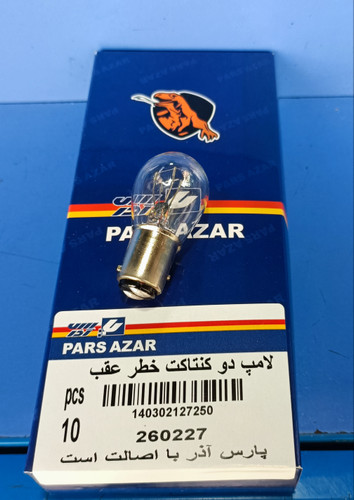 PARS AZAR
PARS AZAR
لامپ دو کنتاکت خطر عقب
pcs
10
140302127250
260227
پارس آذر با اصالت است